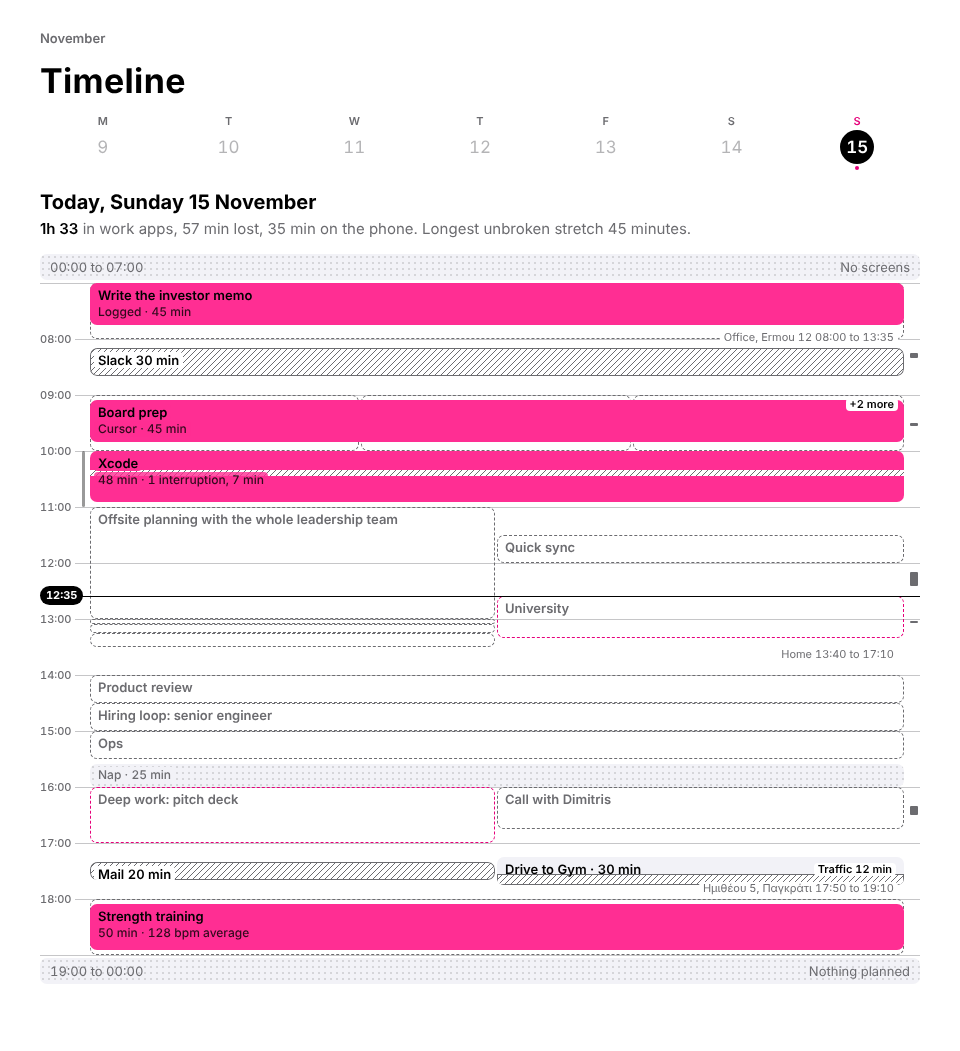 November
Timeline
M T W T F S S
9 10 11 12 13 14 15
Today, Sunday 15 November
1h 33 in work apps, 57 min lost, 35 min on the phone. Longest unbroken stretch 45 minutes.
00:00 to 07:00 No screens
Write the investor memo
Logged · 45 min
08:00 Office, Ermou 12 08:00 to 13:35
Slack 30 min
09:00
+2 more
Board prep
Cursor · 45 min
10:00
Xcode
48 min · 1 interruption, 7 min
11:00
Offsite planning with the whole leadership team
Quick sync
12:00
12:35
University
13:00
Home 13:40 to 17:10
14:00
Product review
Hiring loop: senior engineer
15:00
Ops
Nap · 25 min
16:00
Deep work: pitch deck Call with Dimitris
17:00
Mail 20 min Drive to Gym · 30 min Traffic 12 min
Ημιθέου 5, Παγκράτι 17:50 to 19:10
18:00
Strength training
50 min · 128 bpm average
19:00 to 00:00 Nothing planned